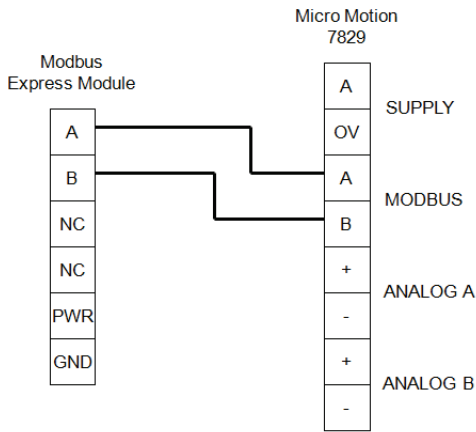 Micro Motion
7829
Modbus
Express Module
A
B
NC
NC
PWR
GND
A
OV
A
B
+
-
+
-
SUPPLY
MODBUS
ANALOG A
ANALOG B